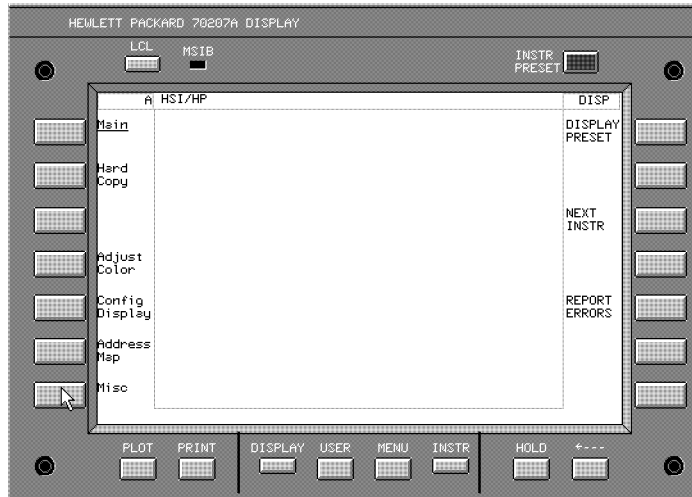 HEWLETT PACKARD 70207A DISPLAY
LCL
MSIB
INSTR
PRESET
A HSI/HP
DISP
Main
DISPLAY
PRESET
Hard
Copy
NEXT
INSTR
Adjust
Color
Config
Display
REPORT
ERRORS
Address
Map
Misc
PLOT PRINT DISPLAY USER MENU INSTR HOLD ←---